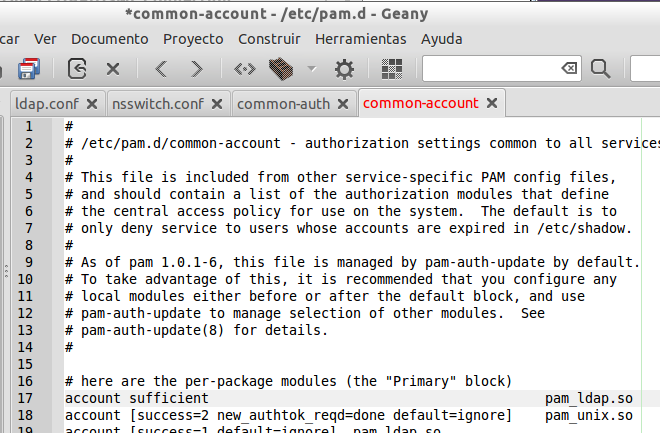 *common-account - /etc/pam.d - Geany
car Ver Documento Proyecto Construir Herramientas Ayuda
ldap.conf nsswitch.conf common-auth common-account
1 #
2 # /etc/pam.d/common-account - authorization settings common to all services
3 #
4 # This file is included from other service-specific PAM config files,
5 # and should contain a list of the authorization modules that define
6 # the central access policy for use on the system.  The default is to
7 # only deny service to users whose accounts are expired in /etc/shadow.
8 #
9 # As of pam 1.0.1-6, this file is managed by pam-auth-update by default.
10 # To take advantage of this, it is recommended that you configure any
11 # local modules either before or after the default block, and use
12 # pam-auth-update to manage selection of other modules.  See
13 # pam-auth-update(8) for details.
14 #
15
16 # here are the per-package modules (the "Primary" block)
17 account sufficient pam_ldap.so
18 account [success=2 new_authtok_reqd=done default=ignore] pam_unix.so
19 account [success=1 default=ignore] pam_ldap.so